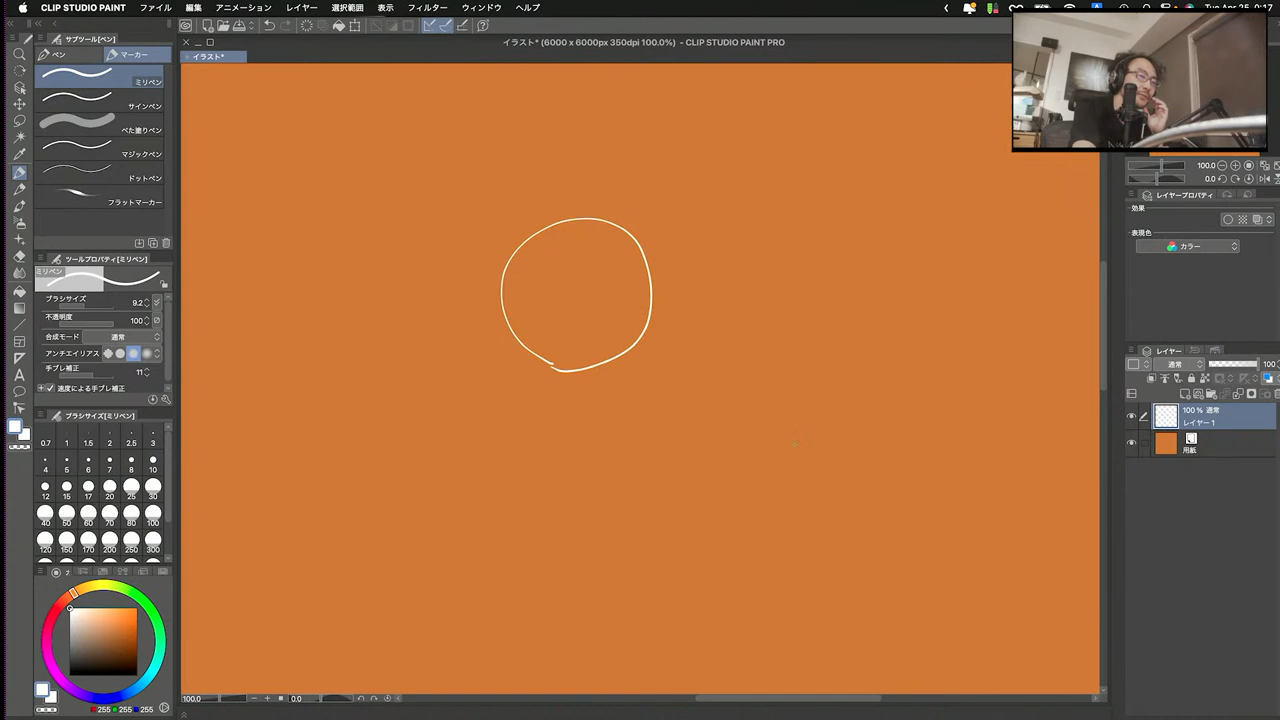 CLIP STUDIO PAINT ファイル 編集 アニメーション レイヤー 選択範囲 表示 フィルター ウィンドウ ヘルプ
Tue Apr 25 0:17
サブツール[ペン]
イラスト* (6000 x 6000px 350dpi 100.0%) - CLIP STUDIO PAINT PRO
ペン マーカー
イラスト*
ミリペン
サインペン
べた塗りペン
マジックペン
ドットペン
フラットマーカー
100.0
0.0
レイヤープロパティ
効果
表現色
カラー
ツールプロパティ[ミリペン]
ミリペン
ブラシサイズ 9.2
不透明度 100
合成モード 通常
アンチエイリアス
手ブレ補正 11
速度による手ブレ補正
レイヤー
通常 100
100 % 通常
レイヤー 1
用紙
ブラシサイズ[ミリペン]
0.7 1 1.5 2 2.5 3
4 5 6 7 8 10
12 15 17 20 25 30
40 50 60 70 80 100
120 150 170 200 250 300
255 255 255
100.0 0.0